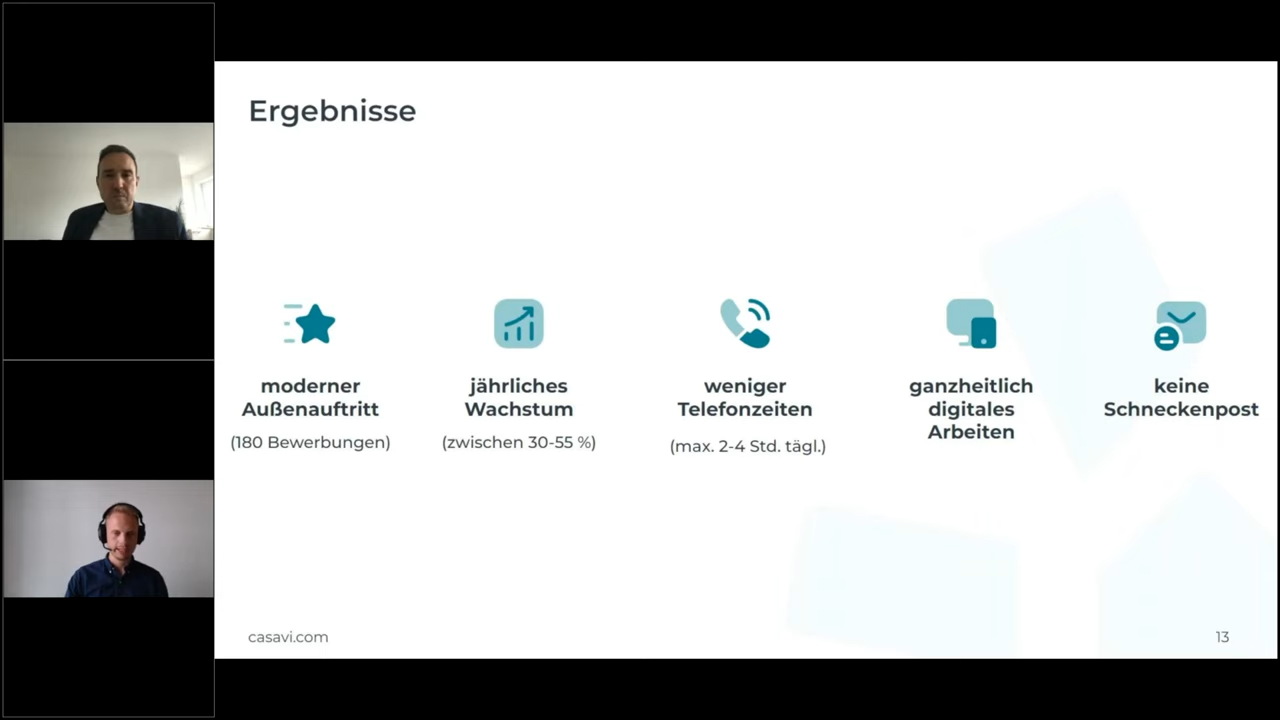 Ergebnisse
moderner
Außenauftritt
(180 Bewerbungen)
jährliches
Wachstum
(zwischen 30-55 %)
weniger
Telefonzeiten
(max. 2-4 Std. tägl.)
ganzheitlich
digitales
Arbeiten
keine
Schneckenpost
casavi.com
13